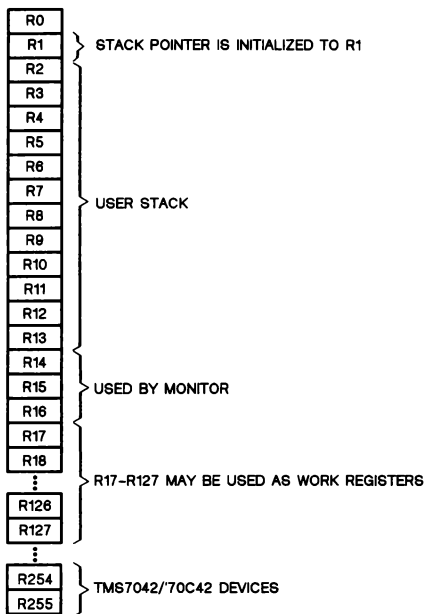 R0
R1 STACK POINTER IS INITIALIZED TO R1
R2
R3
R4
R5
R6
R7
R8 USER STACK
R9
R10
R11
R12
R13
R14
R15 USED BY MONITOR
R16
R17
R18
R17-R127 MAY BE USED AS WORK REGISTERS
R126
R127
R254
TMS7042/'70C42 DEVICES
R255